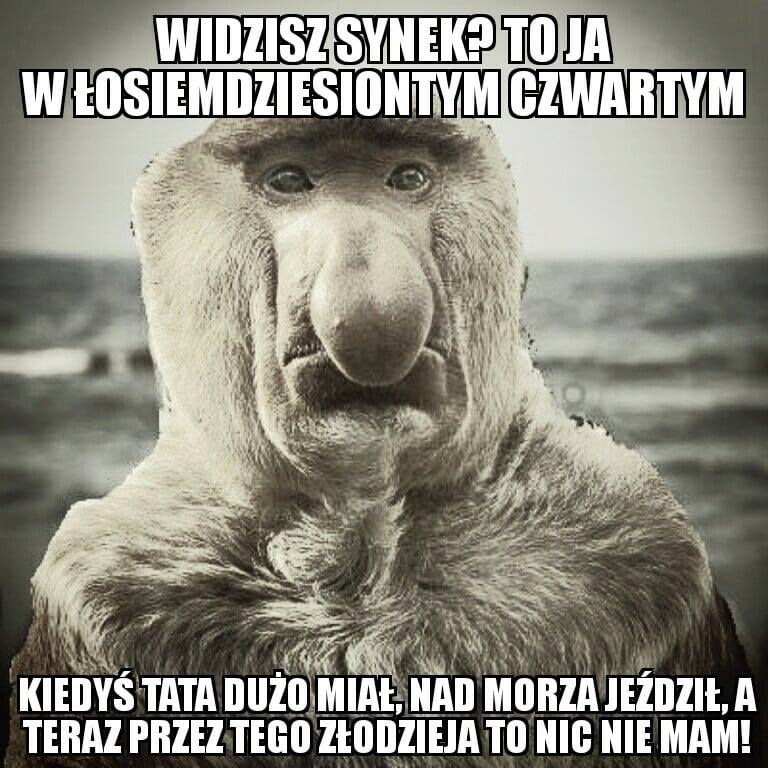 WIDZISZ SYNEK? TO JA
W ŁOSIEMDZIESIONTYM CZWARTYM
KIEDYŚ TATA DUŻO MIAŁ, NAD MORZA JEŹDZIŁ, A
TERAZ PRZEZ TEGO ZŁODZIEJA TO NIC NIE MAM!